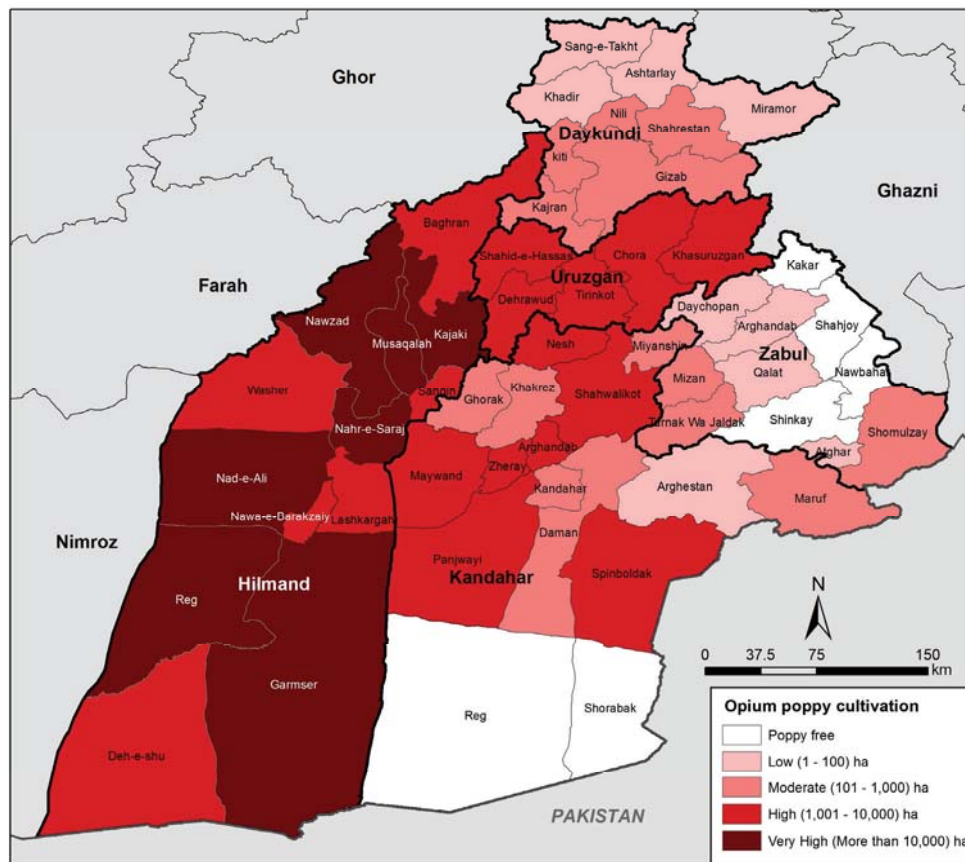 Sang-e-Takht
Ghor
Ashtarlay
Khadir
Miramor
Nili
Daykundi
Shahrestan
kiti
Gizab
Ghazni
Kajran
Baghran
Shahid-e-Hassas
Chora
Khasuruzgan
Kakar
Uruzgan
Farah
Dehrawud
Tirinkot
Daychopan
Nawzad
Arghandab
Shahjoy
Musaqalah
Kajaki
Nesh
Miyanshin
Zabul
Washer
Sangin
Ghorak
Khakrez
Mizan
Qalat
Nawbahar
Shahwalikot
Nahr-e-Saraj
Tarnak Wa Jaldak
Shinkay
Shomulzay
Arghandab
Atghar
Nad-e-Ali
Maywand
Zheray
Kandahar
Arghestan
Maruf
Nawa-e-Barakzaiy
Lashkargah
Daman
Nimroz
Panjwayi
Hilmand
Kandahar
Spinboldak
Reg
N
0 37.5 75 150
km
Garmser
Reg
Shorabak
Deh-e-shu
PAKISTAN
Opium poppy cultivation
Poppy free
Low (1 - 100) ha
Moderate (101 - 1,000) ha
High (1,001 - 10,000) ha
Very High (More than 10,000) ha